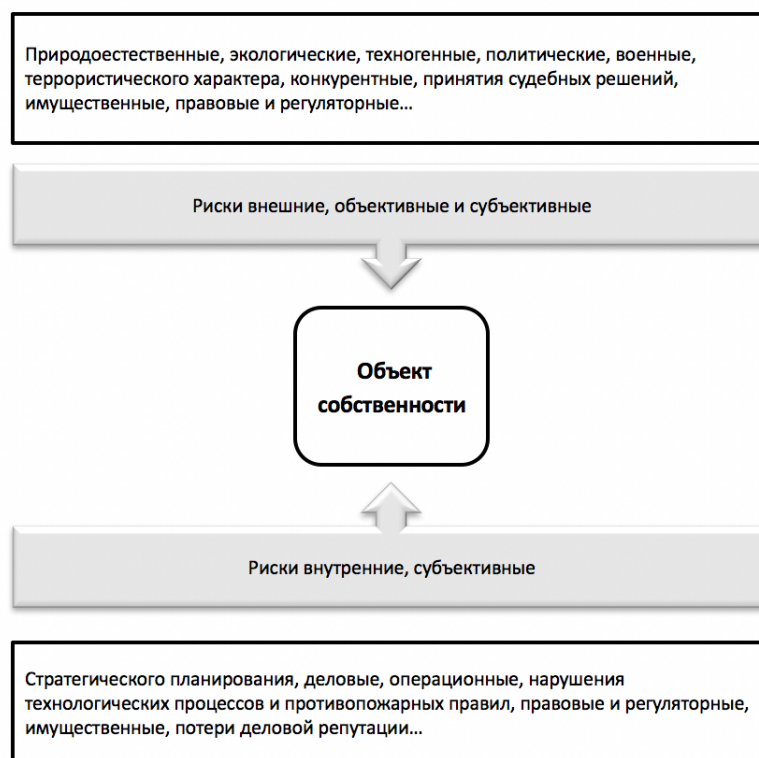 Природоестественные, экологические, техногенные, политические, военные,
террористического характера, конкурентные, принятия судебных решений,
имущественные, правовые и регуляторные...
Риски внешние, объективные и субъективные
Объект
собственности
Риски внутренние, субъективные
Стратегического планирования, деловые, операционные, нарушения
технологических процессов и противопожарных правил, правовые и регуляторные,
имущественные, потери деловой репутации...